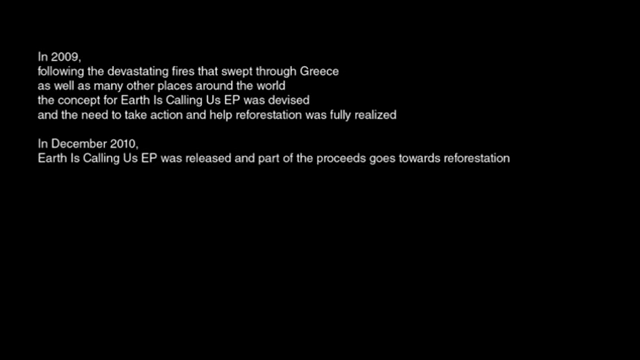 In 2009,
following the devastating fires that swept through Greece
as well as many other places around the world
the concept for Earth Is Calling Us EP was devised
and the need to take action and help reforestation was fully realized
In December 2010,
Earth Is Calling Us EP was released and part of the proceeds goes towards reforestation